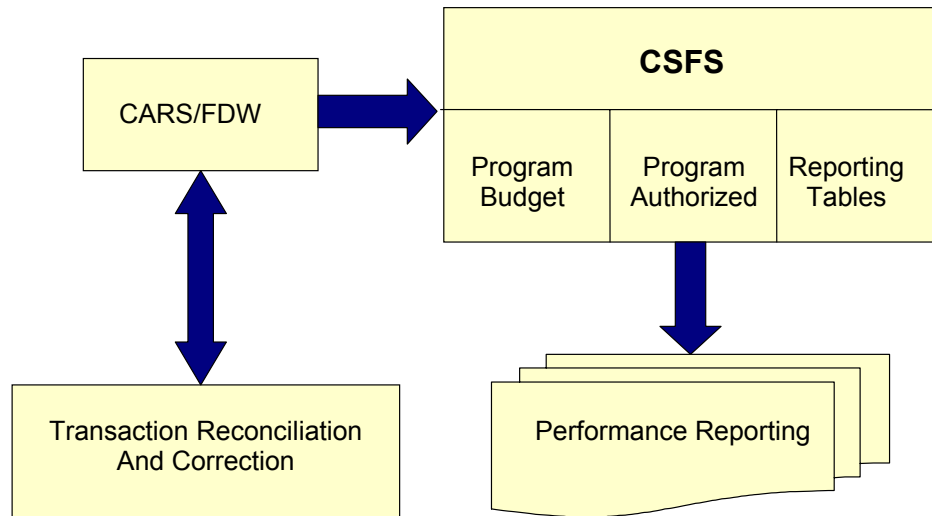 CSFS
CARS/FDW
Program
Budget
Program
Authorized
Reporting
Tables
Transaction Reconciliation
And Correction
Performance Reporting